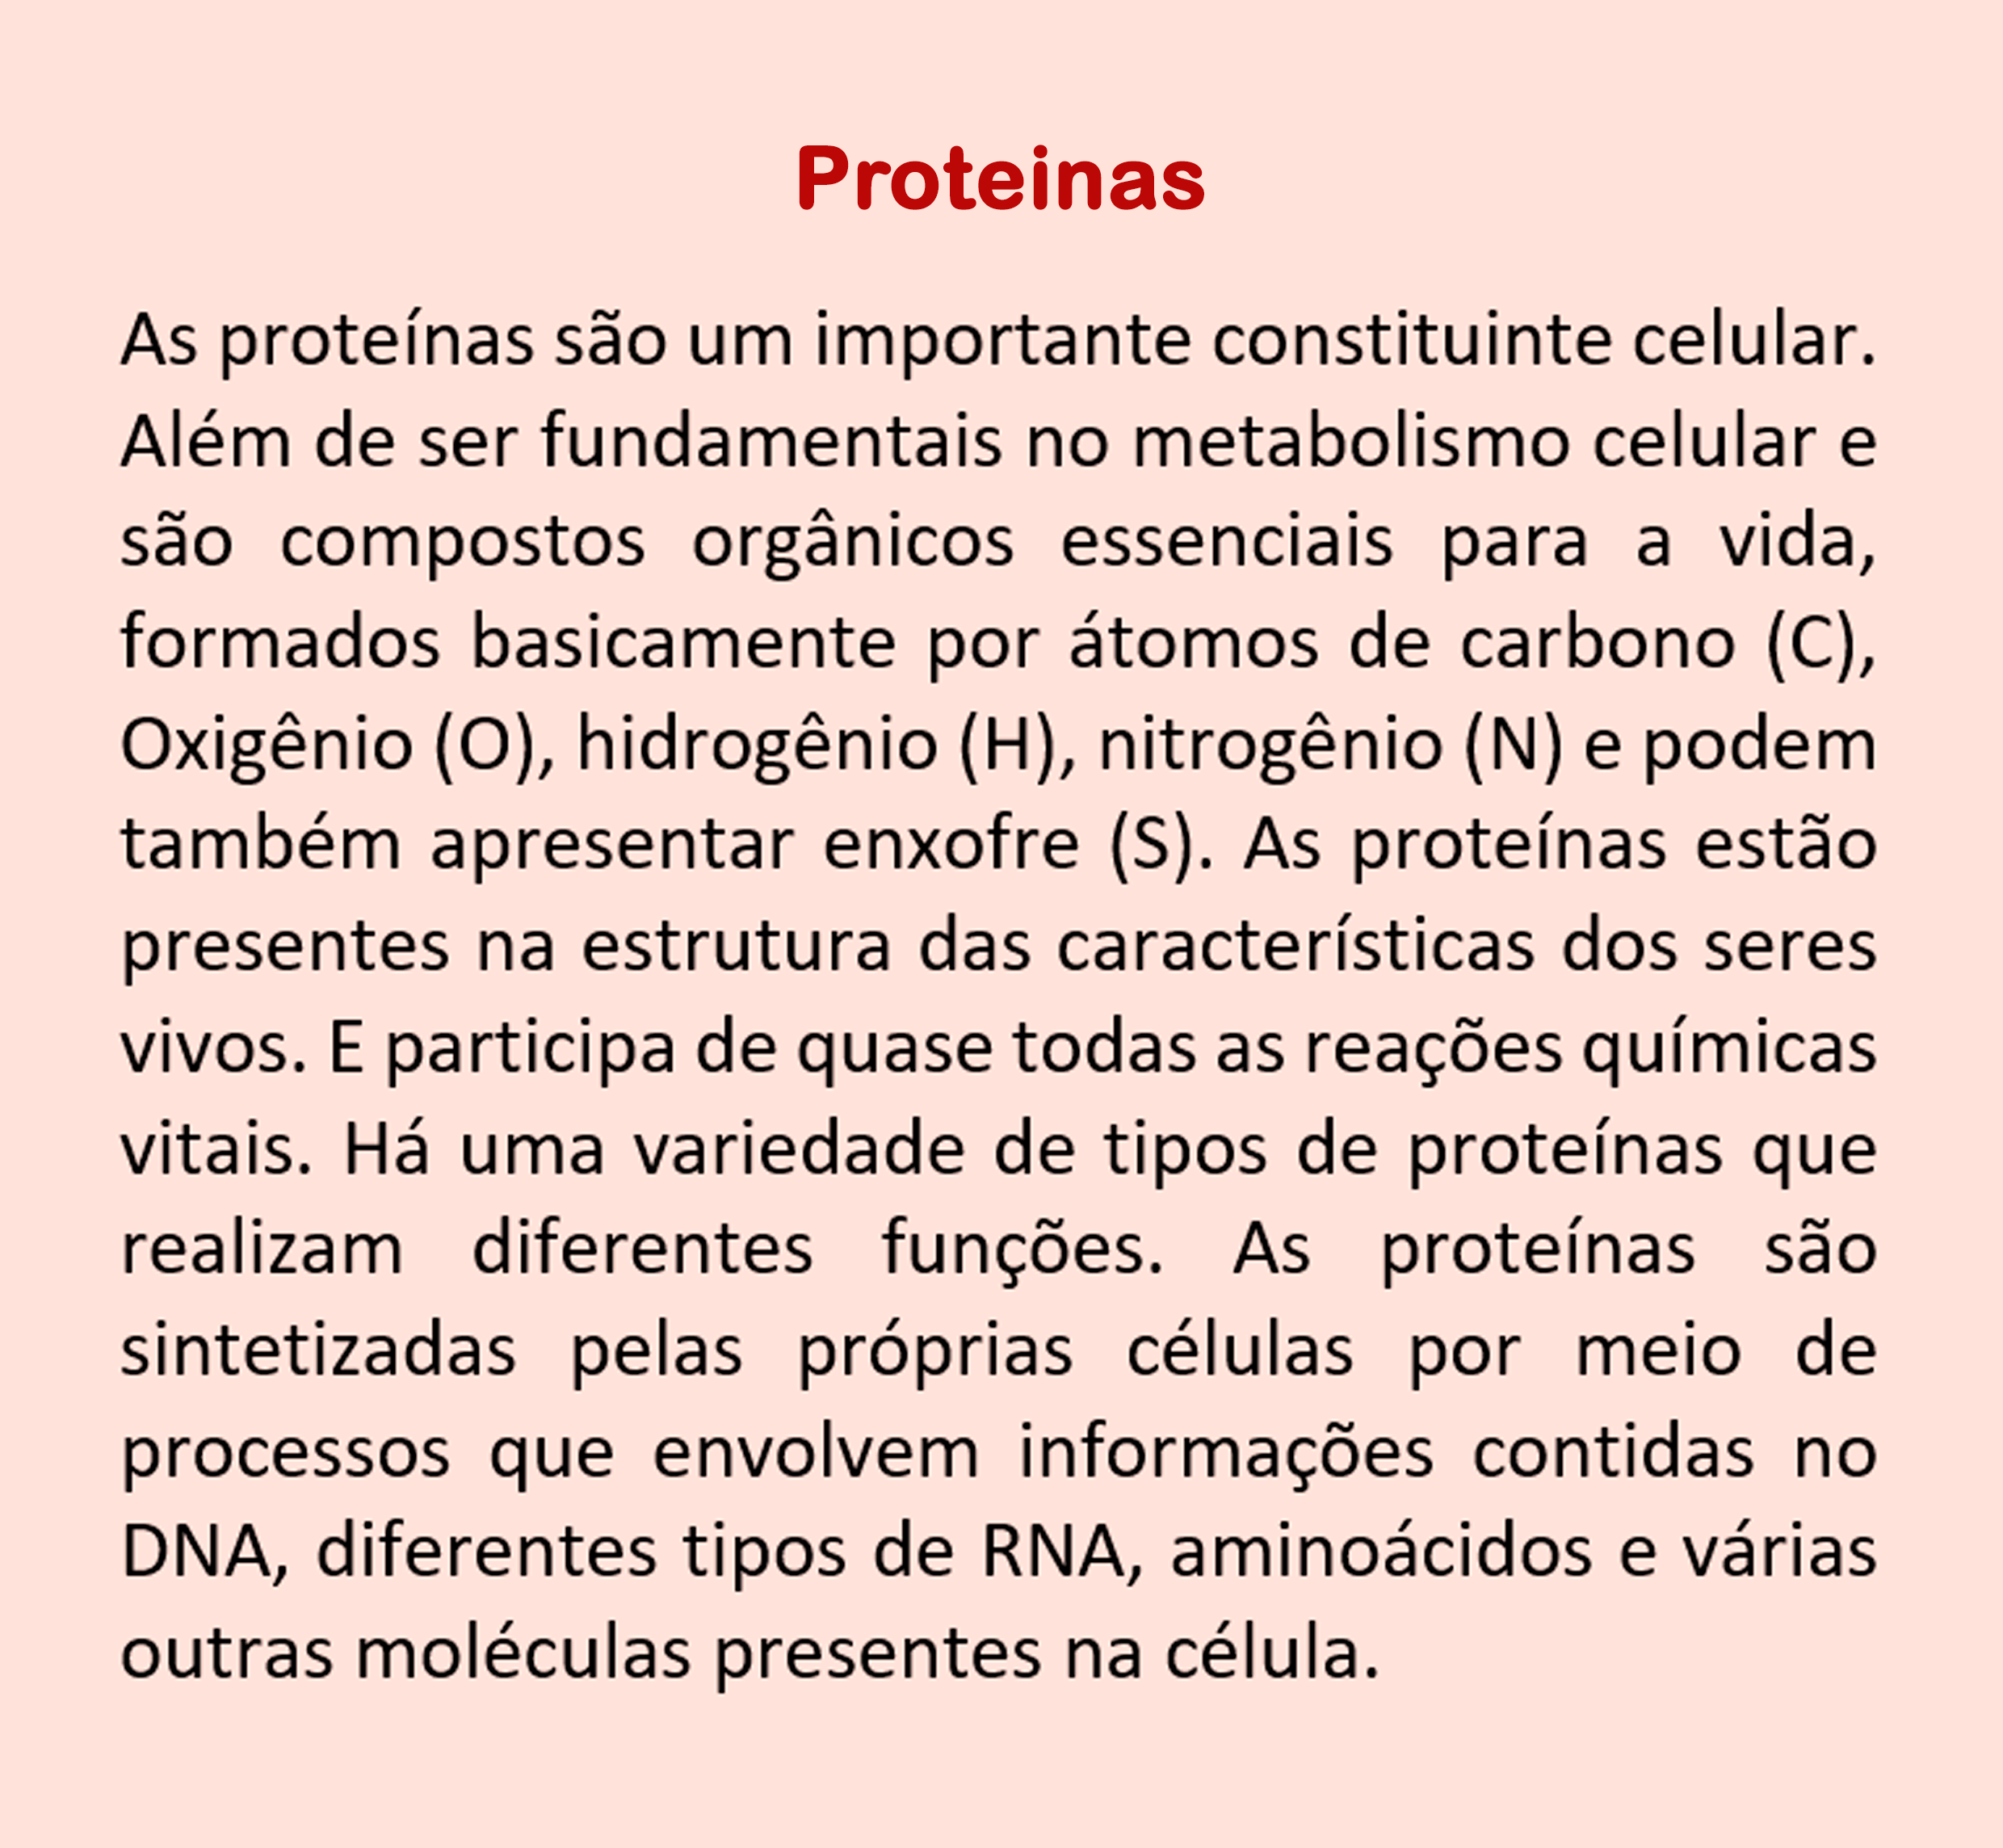 Proteinas
As proteínas são um importante constituinte celular.
Além de ser fundamentais no metabolismo celular e
são compostos orgânicos essenciais para a vida,
formados basicamente por átomos de carbono (C),
Oxigênio (O), hidrogênio (H), nitrogênio (N) e podem
também apresentar enxofre (S). As proteínas estão
presentes na estrutura das características dos seres
vivos. E participa de quase todas as reações químicas
vitais. Há uma variedade de tipos de proteínas que
realizam diferentes funções. As proteínas são
sintetizadas pelas próprias células por meio de
processos que envolvem informações contidas no
DNA, diferentes tipos de RNA, aminoácidos e várias
outras moléculas presentes na célula.